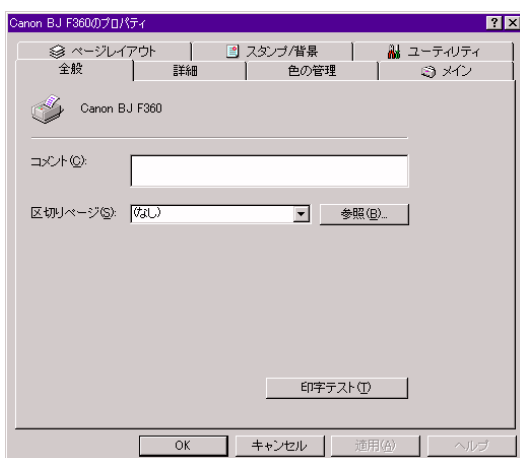 Canon BJ F360のプロパティ
ページレイアウト スタンプ/背景 ユーティリティ
全般 詳細 色の管理 メイン
Canon BJ F360
コメント(C):
区切りページ(S): (なし) 参照(B)...
印字テスト(T)
OK キャンセル 適用(A) ヘルプ